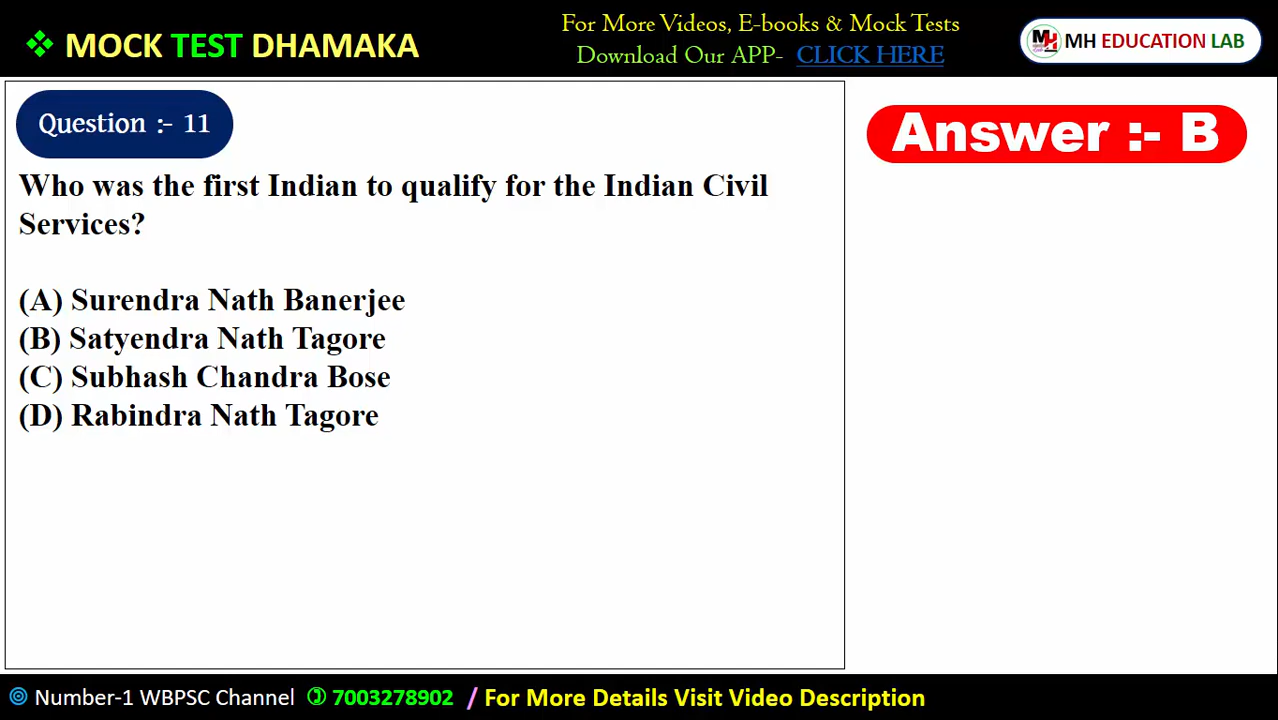 ❖ MOCK TEST DHAMAKA
For More Videos, E-books & Mock Tests
Download Our APP- CLICK HERE
MH EDUCATION LAB
Question :- 11
Answer :- B
Who was the first Indian to qualify for the Indian Civil
Services?
(A) Surendra Nath Banerjee
(B) Satyendra Nath Tagore
(C) Subhash Chandra Bose
(D) Rabindra Nath Tagore
Number-1 WBPSC Channel 7003278902 / For More Details Visit Video Description